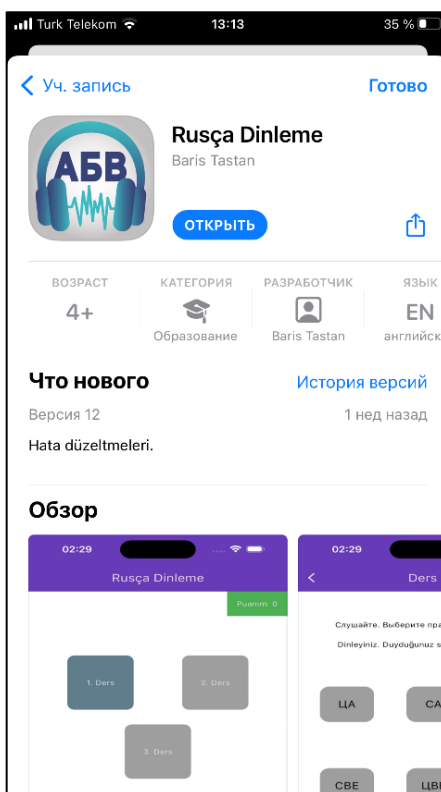 Turk Telekom 13:13 35 %
Уч. запись Готово
АБВ
Rusça Dinleme
Baris Tastan
ОТКРЫТЬ
ВОЗРАСТ КАТЕГОРИЯ РАЗРАБОТЧИК ЯЗЫК
4+ EN
Образование Baris Tastan английск
Что нового История версий
Версия 12 1 нед назад
Hata düzeltmeleri.
Обзор
02:29 02:29
Rusça Dinleme Ders
Puanım: 0
Слушайте. Выберите пра
Dinleyiniz. Duyduğunuz s
1. Ders 2. Ders
ЦА СА
3. Ders
СВЕ ЦВЕ